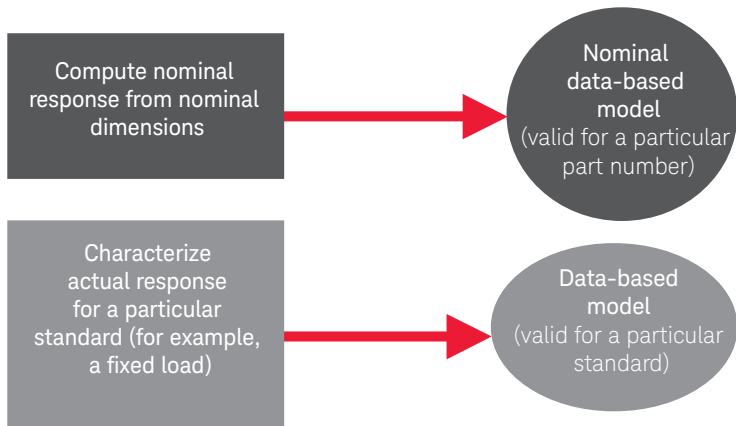 Compute nominal
response from nominal
dimensions
Nominal
data-based
model
(valid for a particular
part number)
Characterize
actual response
for a particular
standard (for example,
a fixed load)
Data-based
model
(valid for a particular
standard)